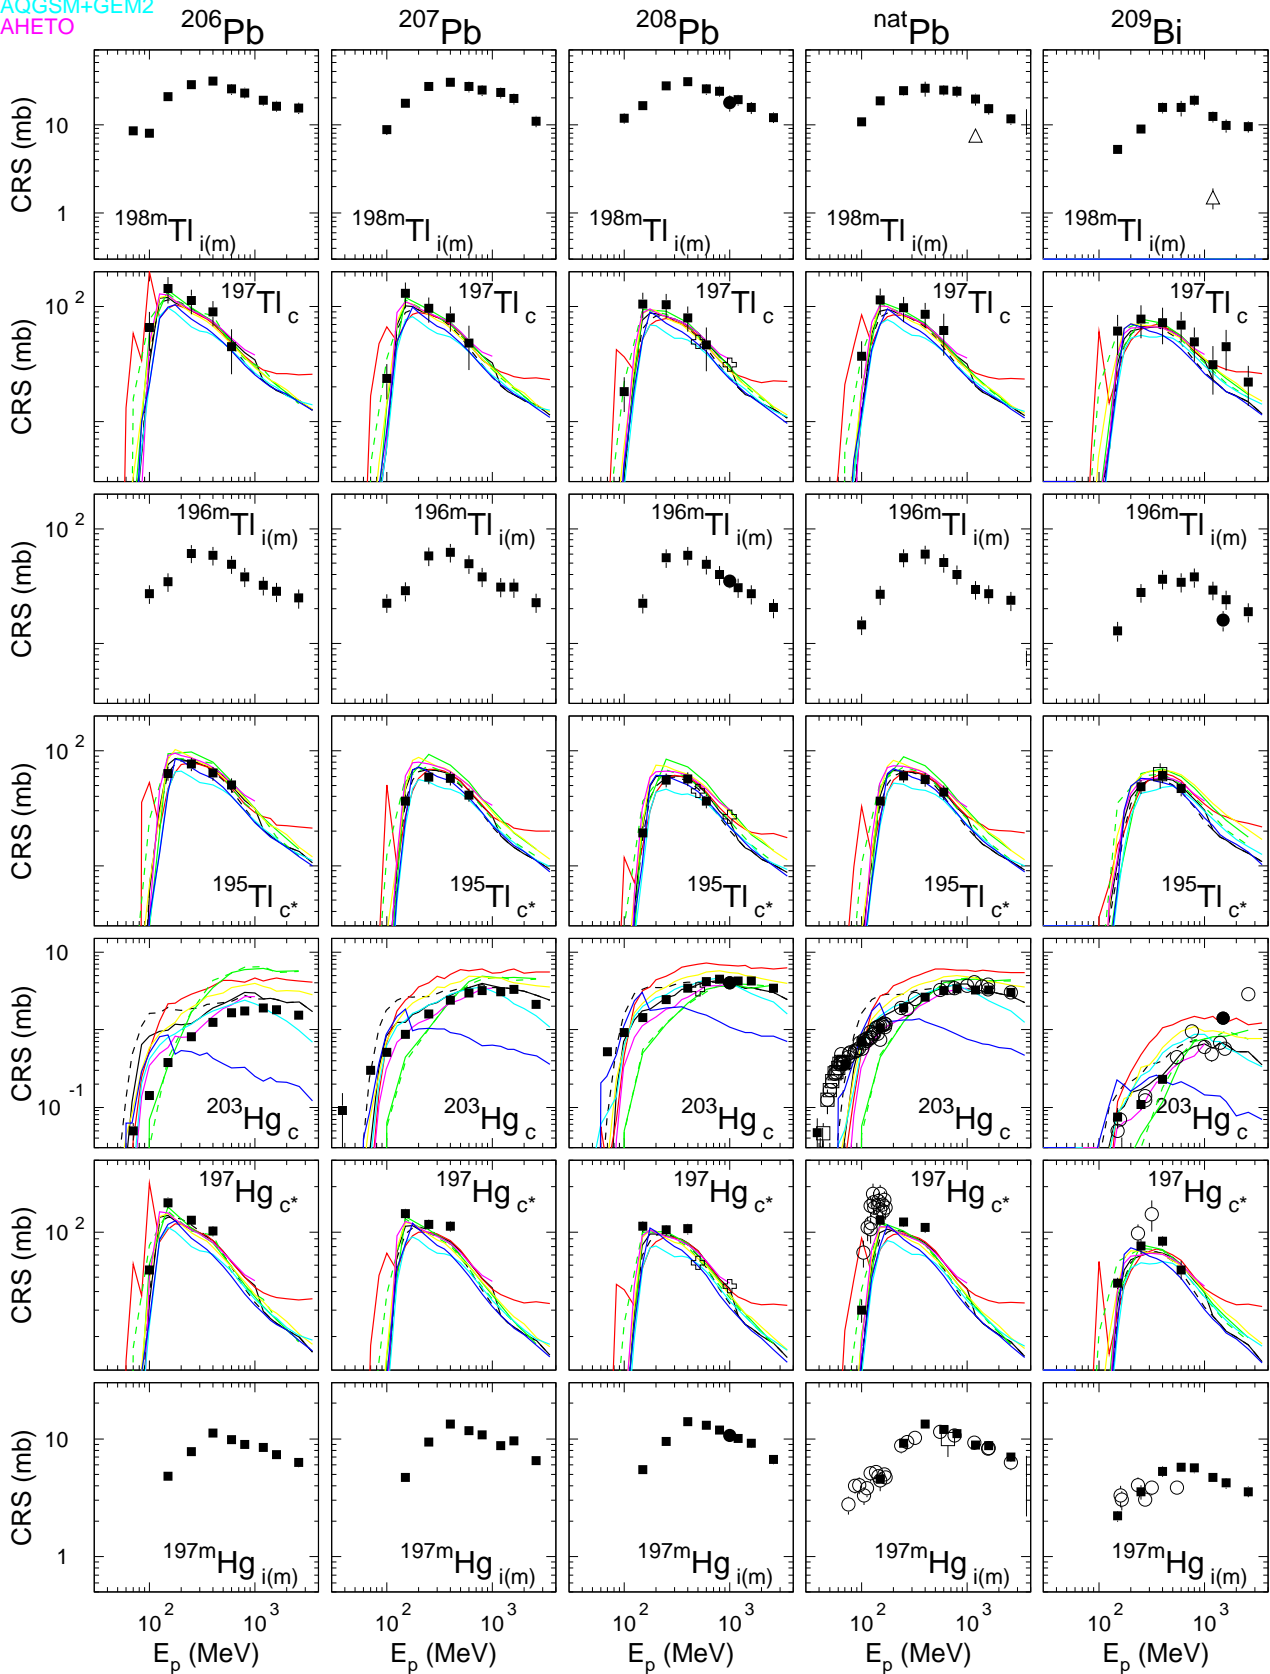 AQGSM+GEM2
AHETO
206Pb 207Pb 208Pb natPb 209Bi
CRS (mb) 10 1
198mTl i(m) 198mTl i(m) 198mTl i(m) 198mTl i(m) 198mTl i(m)
CRS (mb) 10 2
197Tl c 197Tl c 197Tl c 197Tl c 197Tl c
CRS (mb) 10 2
196mTl i(m) 196mTl i(m) 196mTl i(m) 196mTl i(m) 196mTl i(m)
CRS (mb) 10 2
195Tl c* 195Tl c* 195Tl c* 195Tl c* 195Tl c*
CRS (mb) 10 10 -1
203Hg c 203Hg c 203Hg c 203Hg c 203Hg c
CRS (mb) 10 2
197Hg c* 197Hg c* 197Hg c* 197Hg c* 197Hg c*
CRS (mb) 10 1
197mHg i(m) 197mHg i(m) 197mHg i(m) 197mHg i(m) 197mHg i(m)
10 2 10 3 10 2 10 3 10 2 10 3 10 2 10 3 10 2 10 3
Ep (MeV) Ep (MeV) Ep (MeV) Ep (MeV) Ep (MeV)